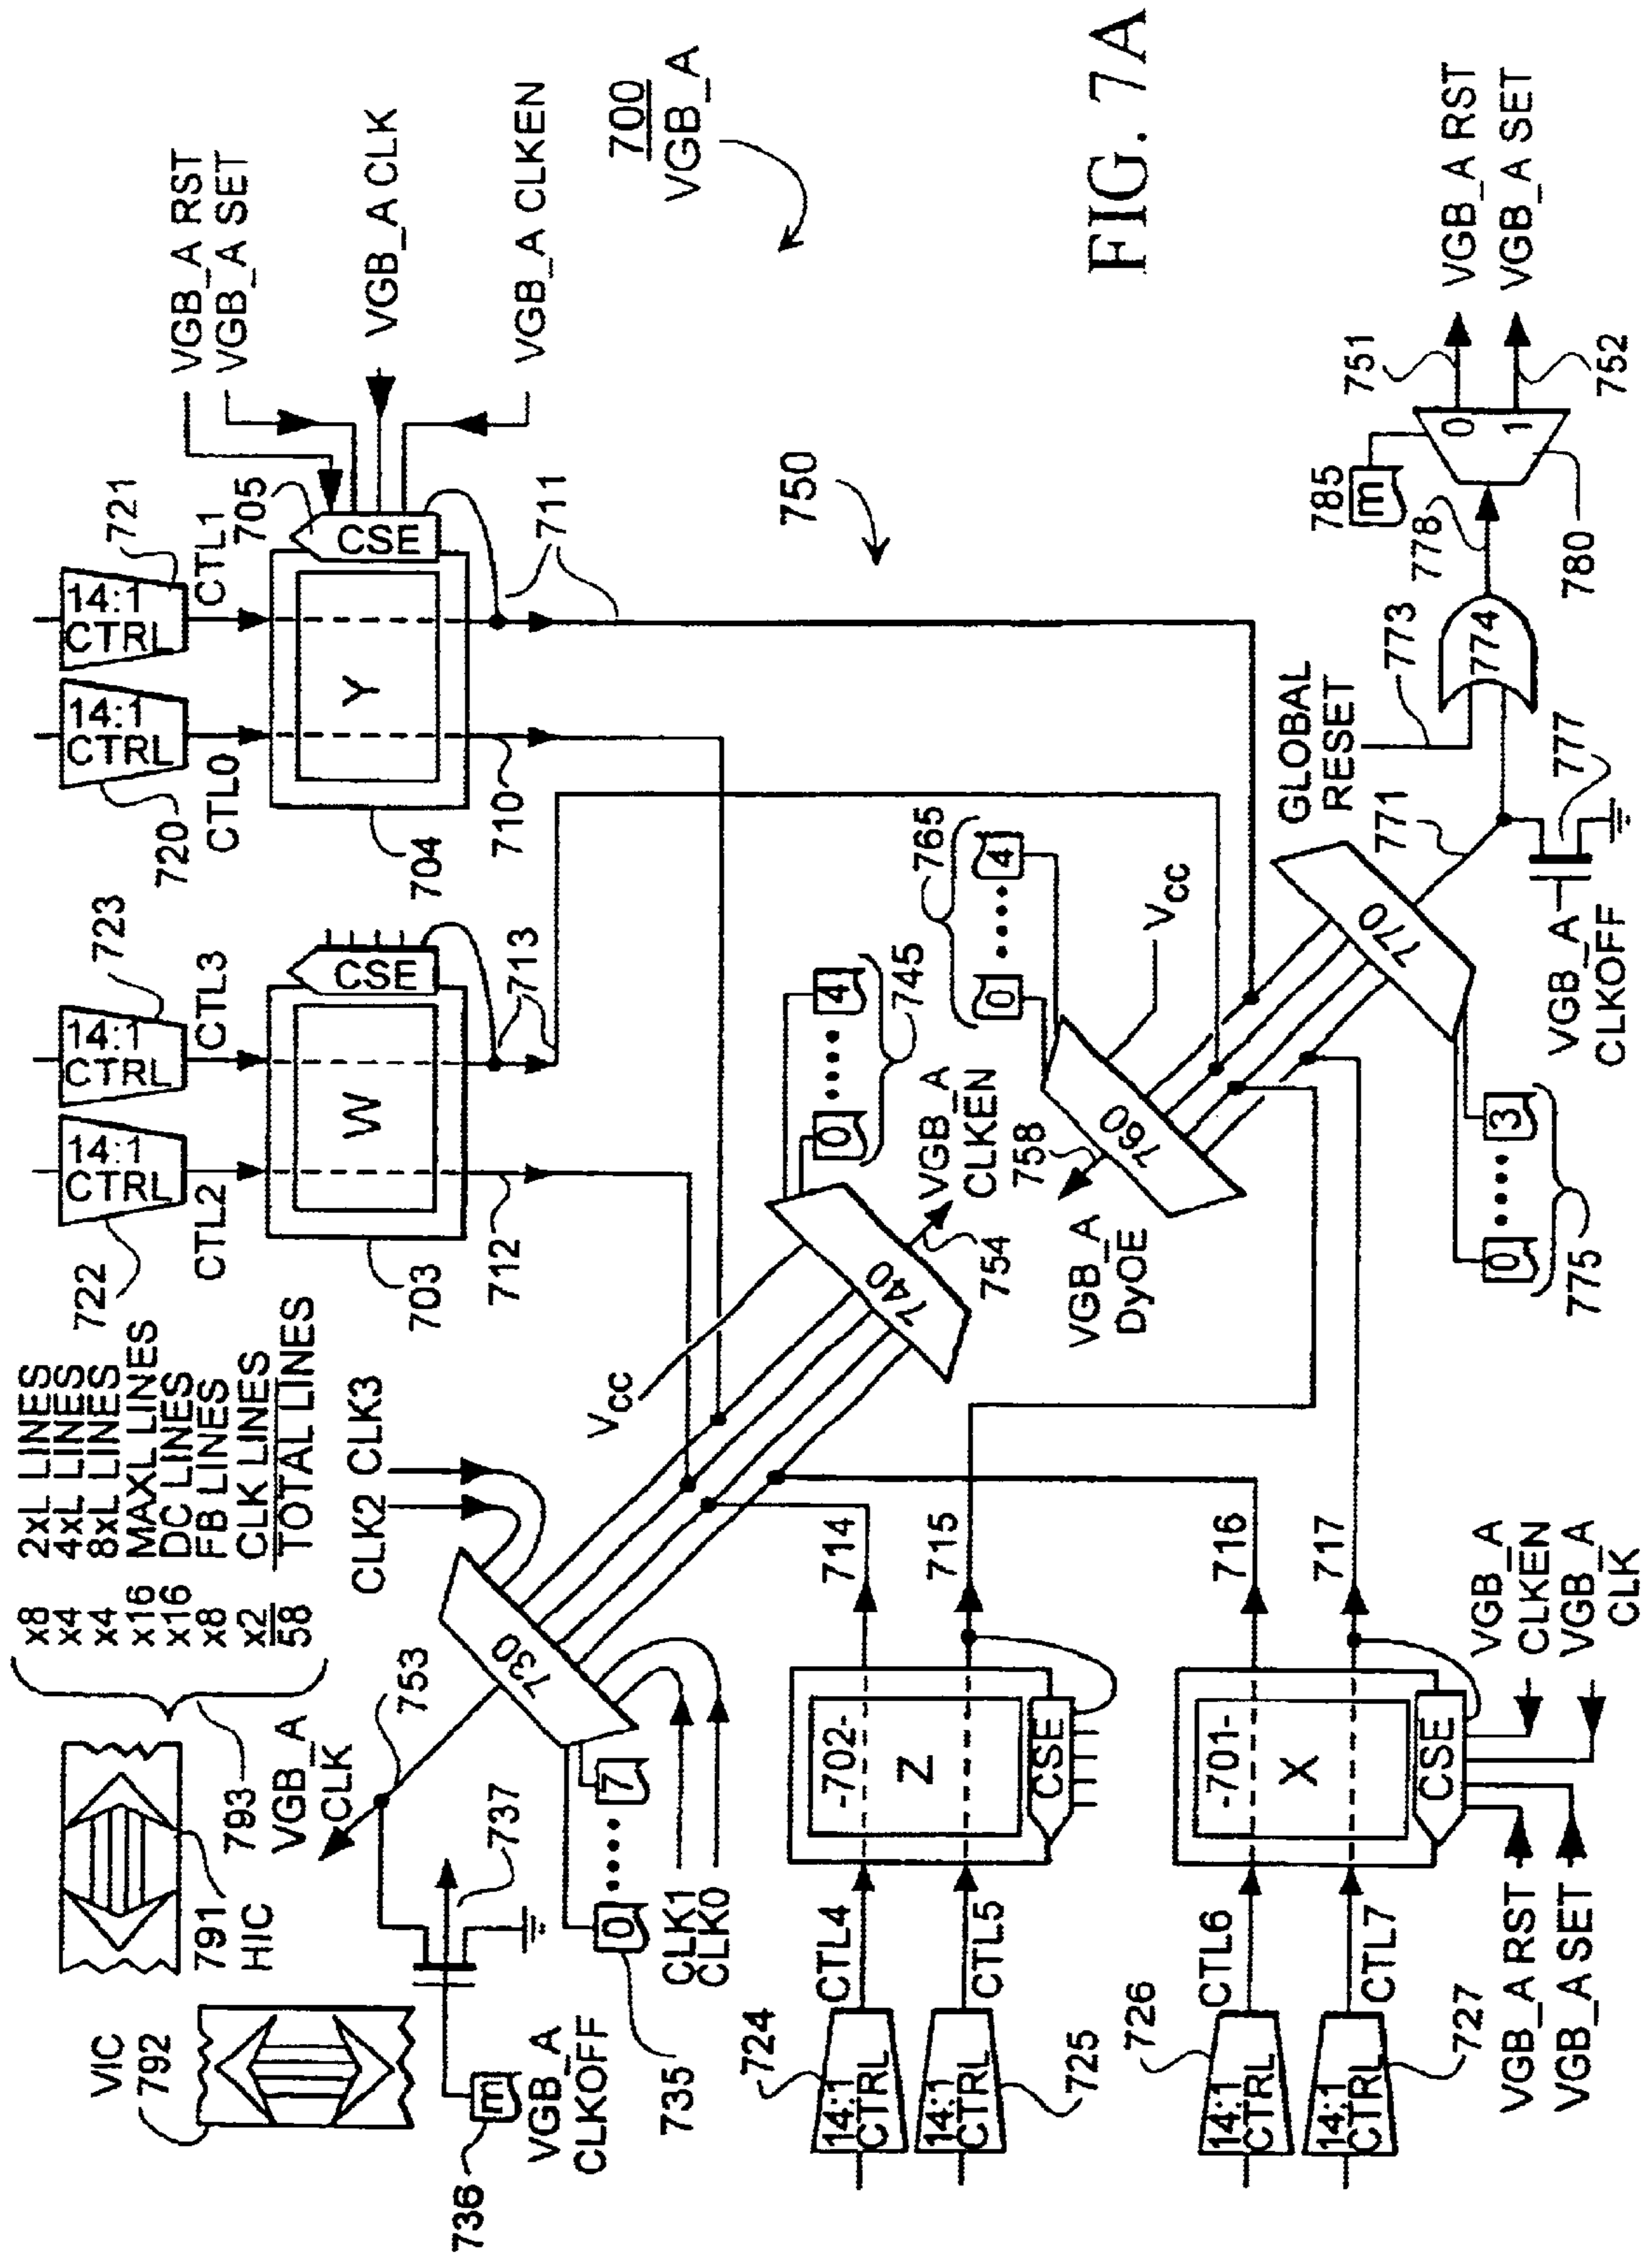 x8 2xL LINES
x4 4xL LINES
x4 8xL LINES
x16 MAXL LINES
x16 DC LINES
x8 FB LINES
x2 CLK LINES
58 TOTAL LINES
793
791
HIC
VIC
792
722
14:1
CTRL
CTL2
723
14:1
CTRL
CTL3
720
14:1
CTRL
CTL0
721
14:1
CTRL
CTL1
W
CSE
703
712
713
Y
CSE
705
704
710
711
VGB_A RST
VGB_A SET
VGB_A CLK
VGB_A CLKEN
700
VGB_A
750
VGB_A
CLK
753
CLK2
CLK3
730
737
736
m
VGB_A
CLKOFF
735
0 •••• 7
CLK1
CLK0
VCC
740
0 •••• 4
745
VGB_A
CLKEN
754
765
0 •••• 4
VCC
760
758
VGB_A
DyOE
770
771
775
0 •••• 3
GLOBAL
RESET
773
774
777
VGB_A
CLKOFF
778
785
m
780
0
1
751
VGB_A RST
752
VGB_A SET
724
14:1
CTRL
CTL4
725
14:1
CTRL
CTL5
-702-
Z
CSE
714
715
726
14:1
CTRL
CTL6
727
14:1
CTRL
CTL7
-701-
X
CSE
716
717
VGB_A RST
VGB_A SET
VGB_A
CLKEN
VGB_A
CLK
FIG. 7A